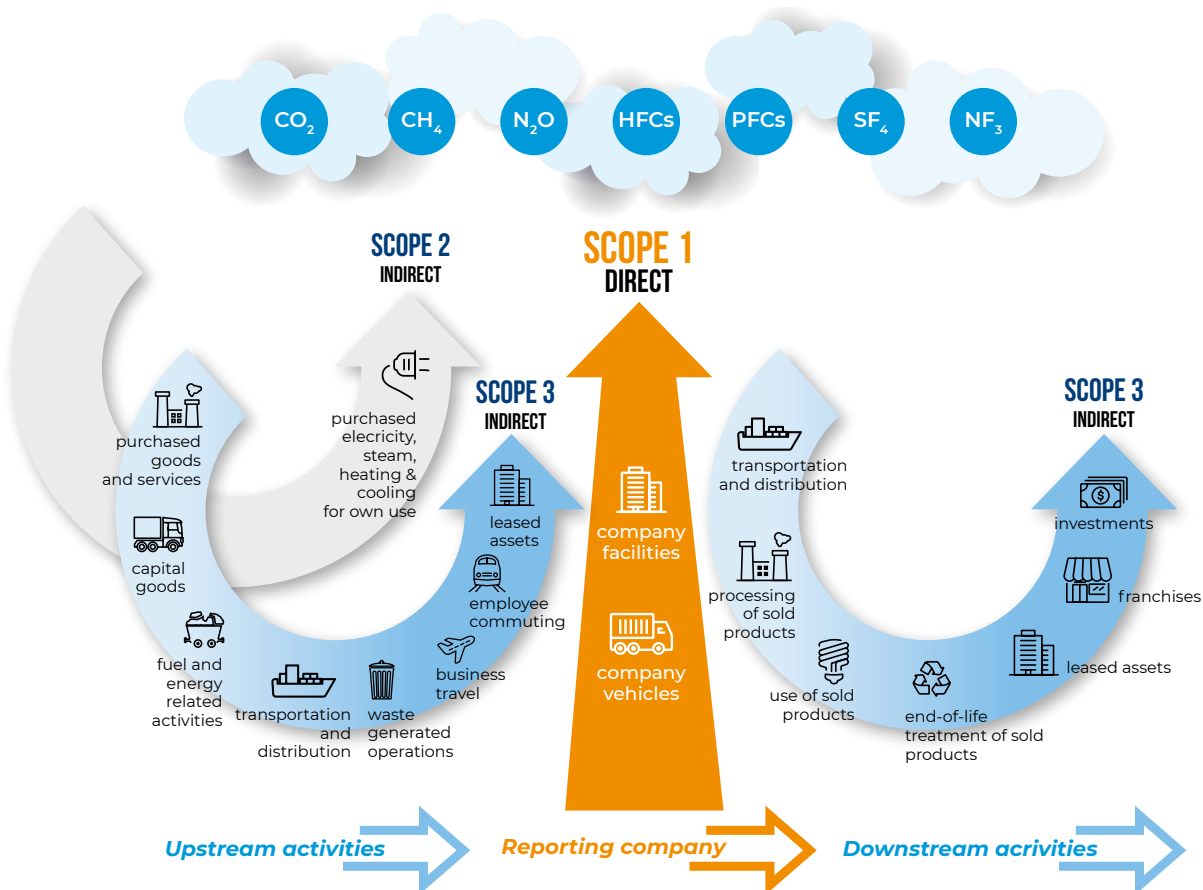 CO₂
CH₄
N₂O
HFCs
PFCs
SF₄
NF₃
SCOPE 2
INDIRECT
SCOPE 1
DIRECT
SCOPE 3
INDIRECT
SCOPE 3
INDIRECT
purchased
goods
and services
capital
goods
fuel and
energy
related
activities
transportation
and
distribution
waste
generated
operations
business
travel
employee
commuting
leased
assets
purchased
elecricity,
steam,
heating &
cooling
for own use
company
facilities
company
vehicles
transportation
and distribution
processing
of sold
products
use of sold
products
end-of-life
treatment of sold
products
leased assets
franchises
investments
Upstream activities
Reporting company
Downstream acrivities